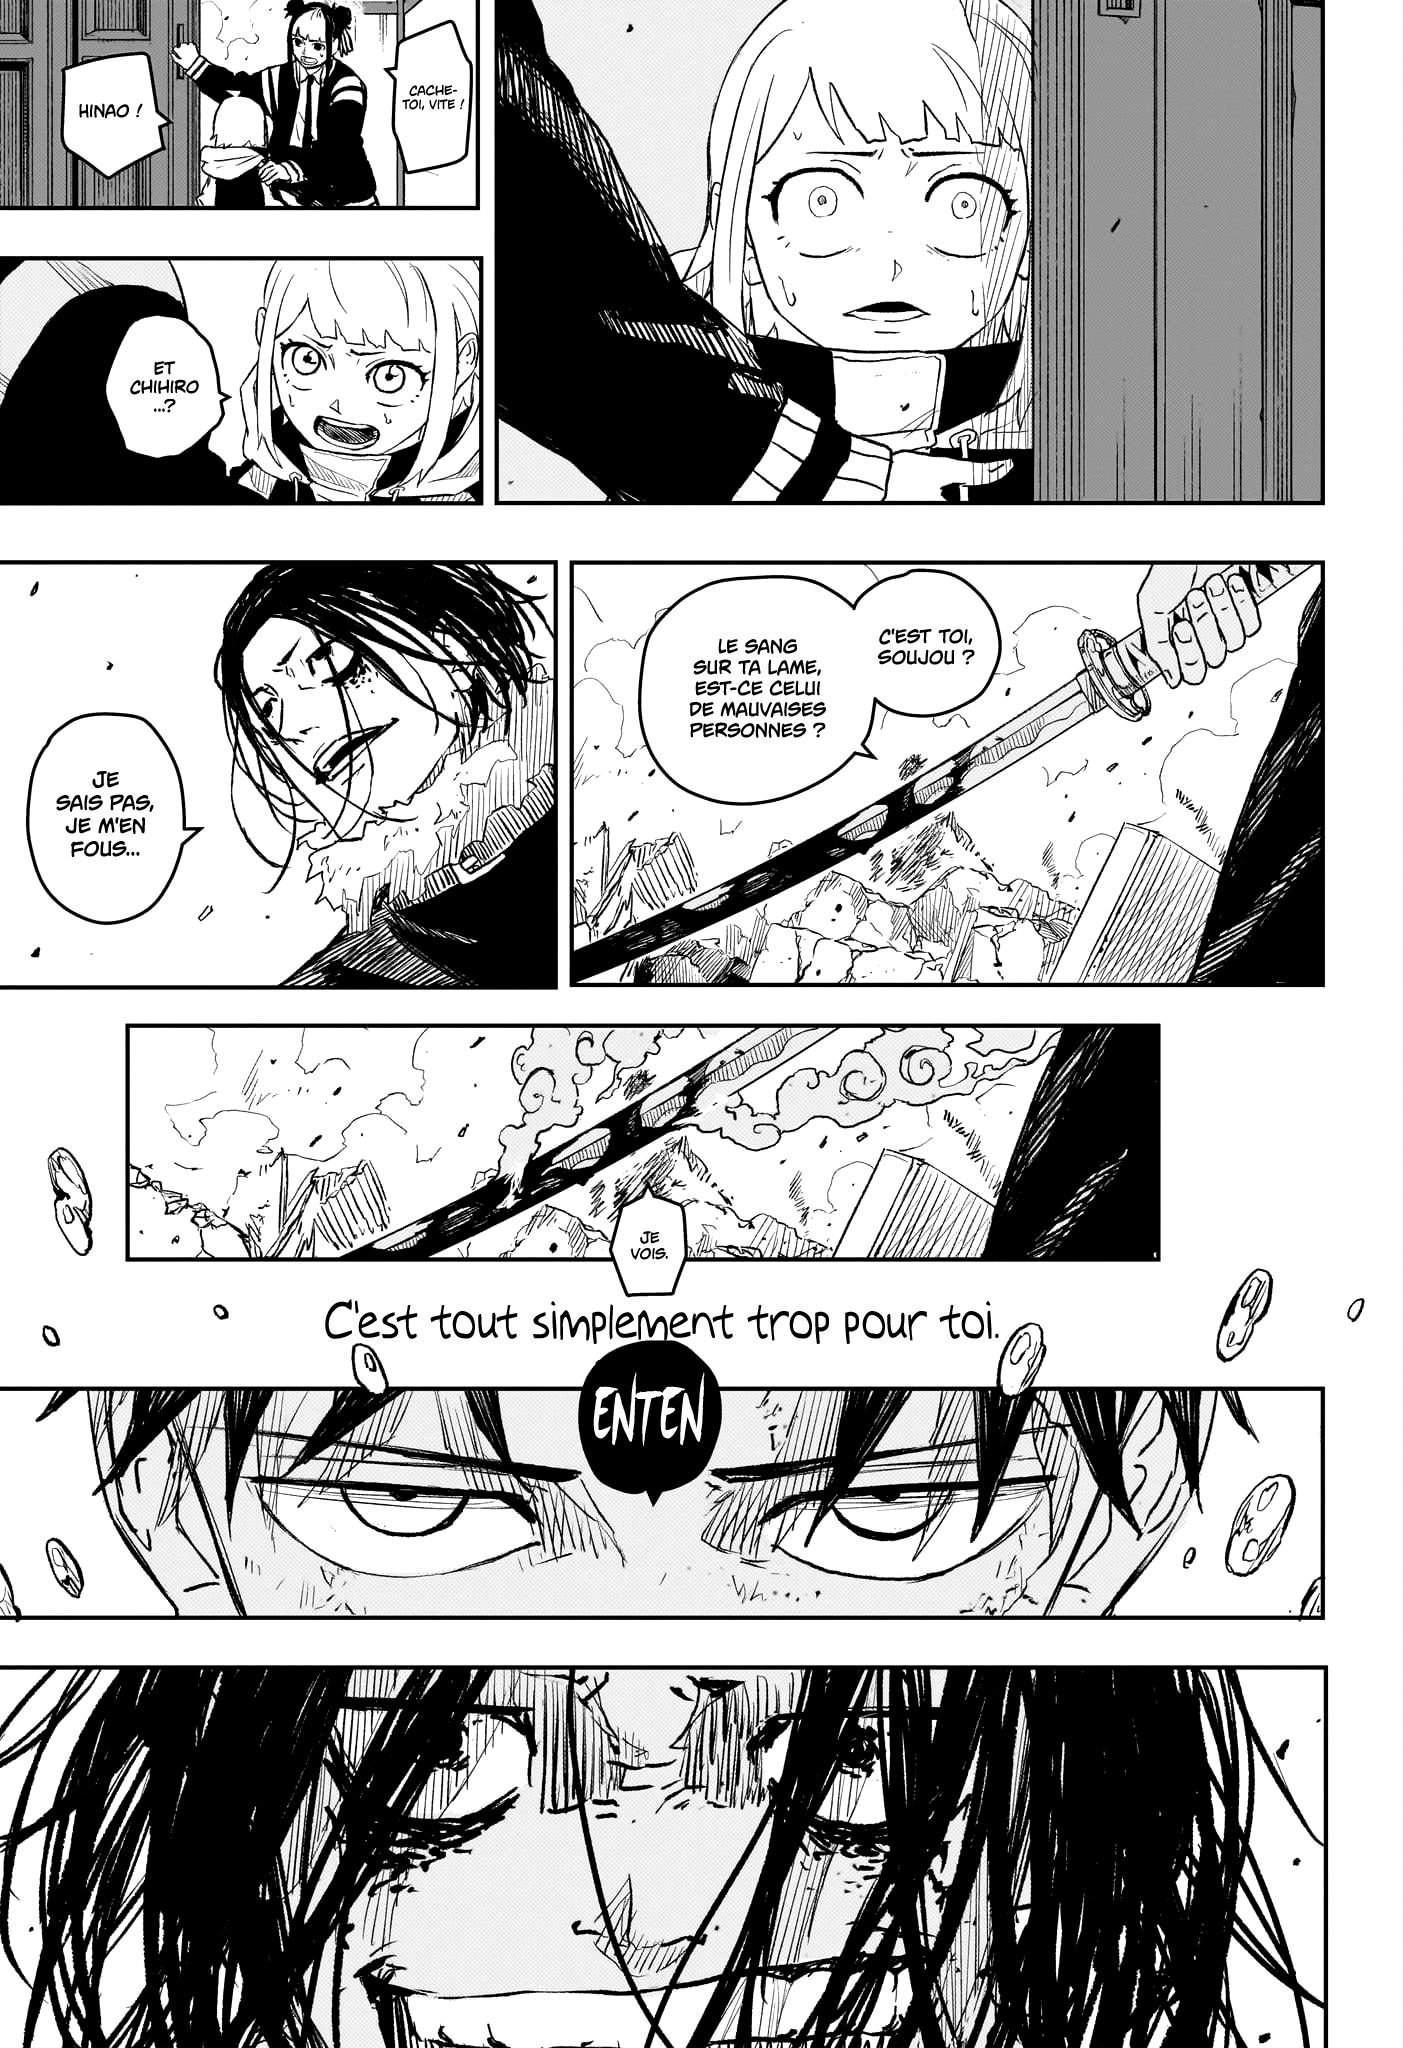 CACHE-
TOI, VITE !
HINAO !
ET
CHIHIRO
...?
C'EST TOI,
SOUJOU ?
LE SANG
SUR TA LAME,
EST-CE CELUI
DE MAUVAISES
PERSONNES ?
JE
SAIS PAS,
JE M'EN
FOUS...
JE
VOIS.
C'est tout simplement trop pour toi.
ENTEN